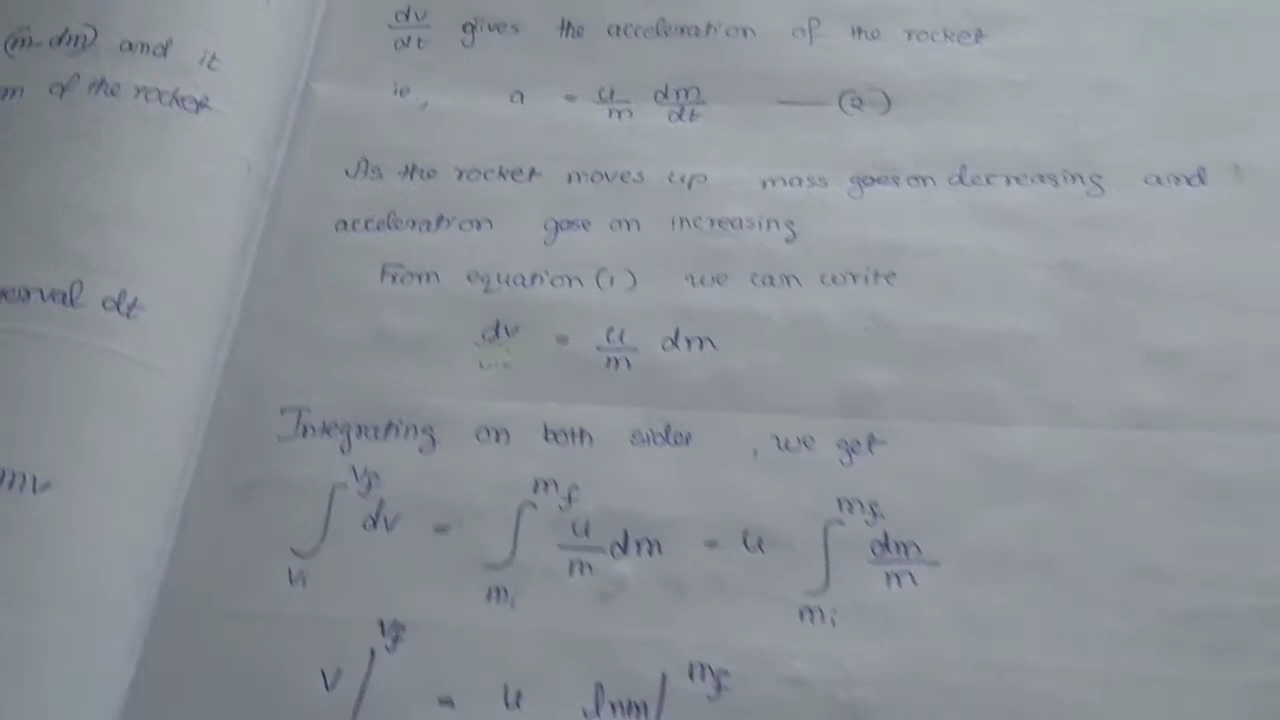 (m-dm) and it
m of the rocket
erval dt
mv
dv/dt gives the acceleration of the rocket
ie, a = u/m dm/dt — (2)
As the rocket moves up mass goes on decreasing and
acceleration gose on increasing
From equation (1) we can write
dv = u/m dm
Integrating on both sides, we get
∫_{vi}^{vf} dv = ∫_{mi}^{mf} u/m dm = u ∫_{mi}^{mf} dm/m
v/^{vf} = u lnm/^{mf}